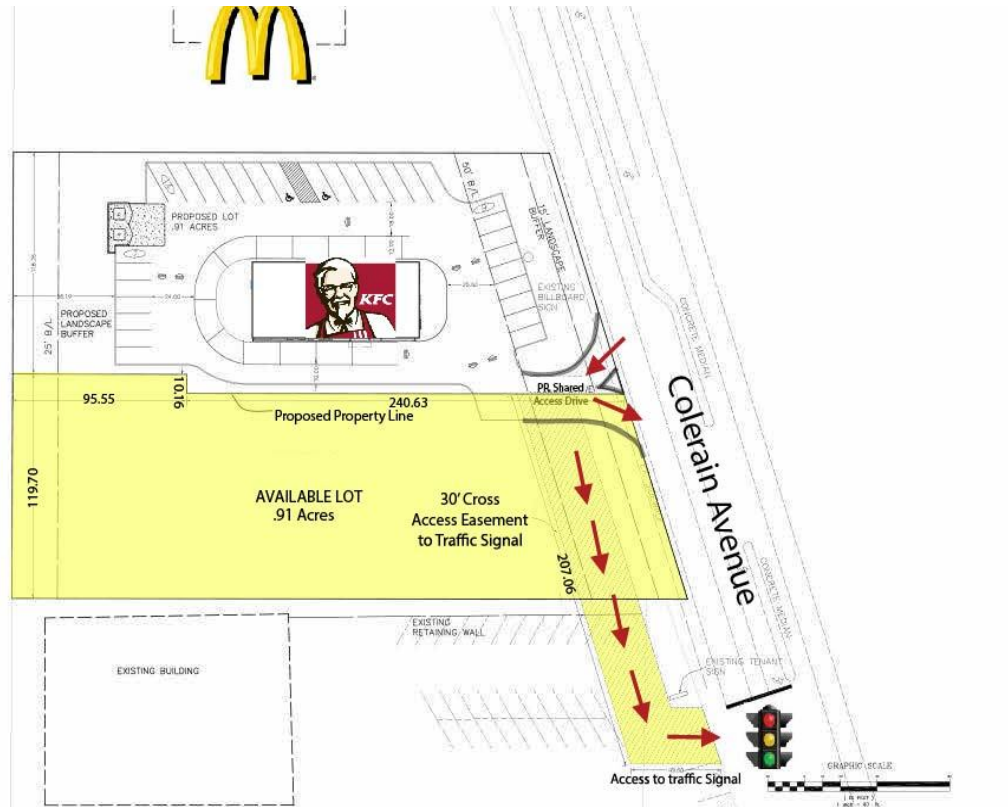 50' B/L
15' LANDSCAPE
BUFFER
PROPOSED LOT
.91 ACRES
KFC
EXISTING
BILLBOARD
SIGN
CONCRETE MEDIAN
PROPOSED
LANDSCAPE
BUFFER
25' B/L
24.00
10.16
95.55
240.63
Proposed Property Line
PR. Shared
Access Drive
Colerain Avenue
119.70
AVAILABLE LOT
.91 Acres
30' Cross
Access Easement
to Traffic Signal
207.06
CONCRETE MEDIAN
EXISTING
RETAINING WALL
EXISTING BUILDING
EXISTING TENANT
SIGN
Access to traffic Signal
GRAPHIC SCALE